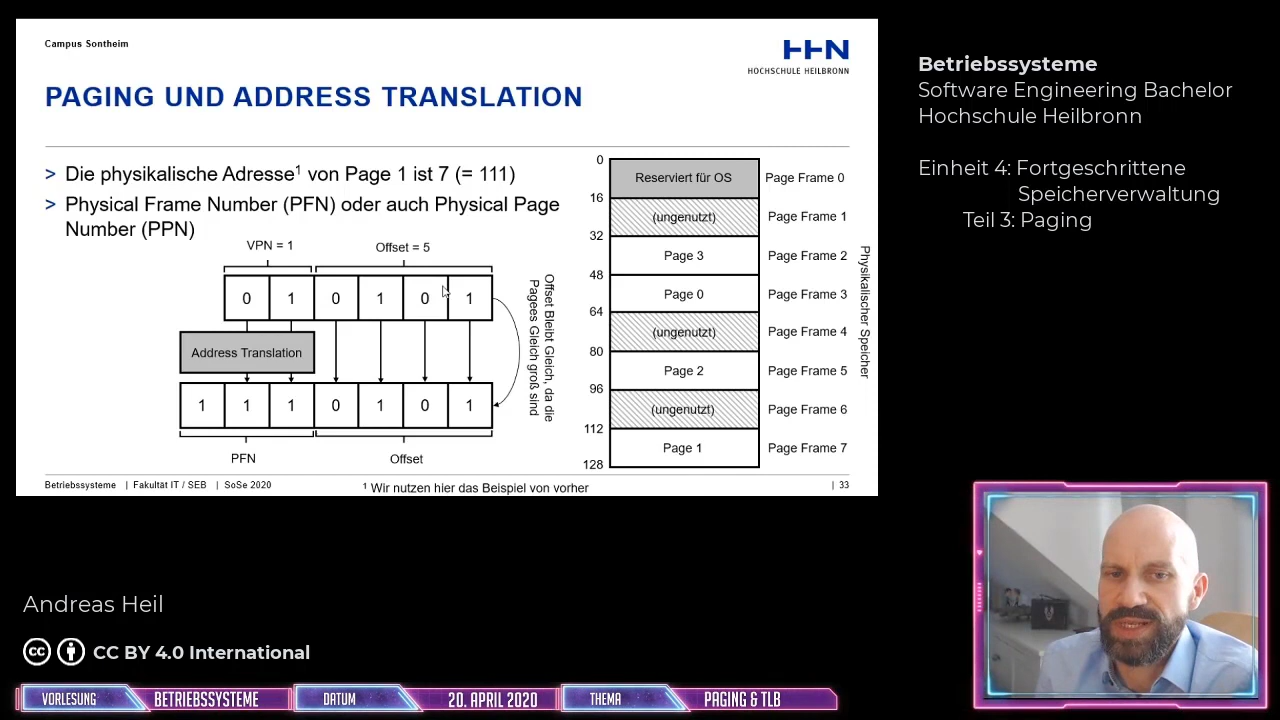 Campus Sontheim
HHN
HOCHSCHULE HEILBRONN
PAGING UND ADDRESS TRANSLATION
> Die physikalische Adresse¹ von Page 1 ist 7 (= 111)
> Physical Frame Number (PFN) oder auch Physical Page
Number (PPN)
VPN = 1
Offset = 5
0 1 0 1 0 1
Address Translation
1 1 1 0 1 0 1
PFN
Offset
Offset Bleibt Gleich, da die
Pagees Gleich groß sind
0
Reserviert für OS
Page Frame 0
16
(ungenutzt)
Page Frame 1
32
Page 3
Page Frame 2
48
Page 0
Page Frame 3
64
(ungenutzt)
Page Frame 4
80
Page 2
Page Frame 5
96
(ungenutzt)
Page Frame 6
112
Page 1
Page Frame 7
128
Physikalischer Speicher
Betriebssysteme | Fakultät IT / SEB | SoSe 2020
¹ Wir nutzen hier das Beispiel von vorher
| 33
Betriebssysteme
Software Engineering Bachelor
Hochschule Heilbronn
Einheit 4: Fortgeschrittene
Speicherverwaltung
Teil 3: Paging
Andreas Heil
cc CC BY 4.0 International
VORLESUNG BETRIEBSSYSTEME DATUM 20. APRIL 2020 THEMA PAGING & TLB